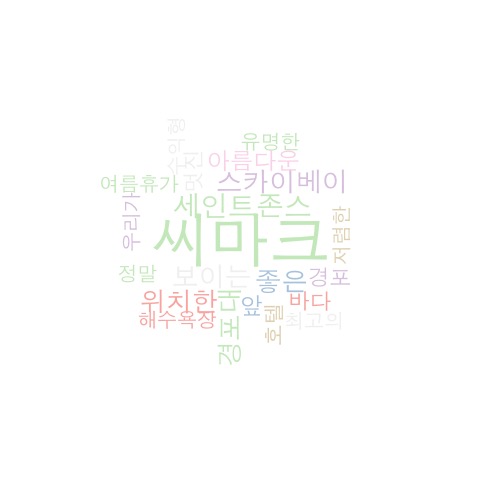 유명한
아름다운
수익형
멋진
여름휴가
스카이베이
우리가
세인트존스
씨마크
저렴한
정말
보이는
좋은
경포
위치한
경포대
앞
바다
해수욕장
호텔
최고의